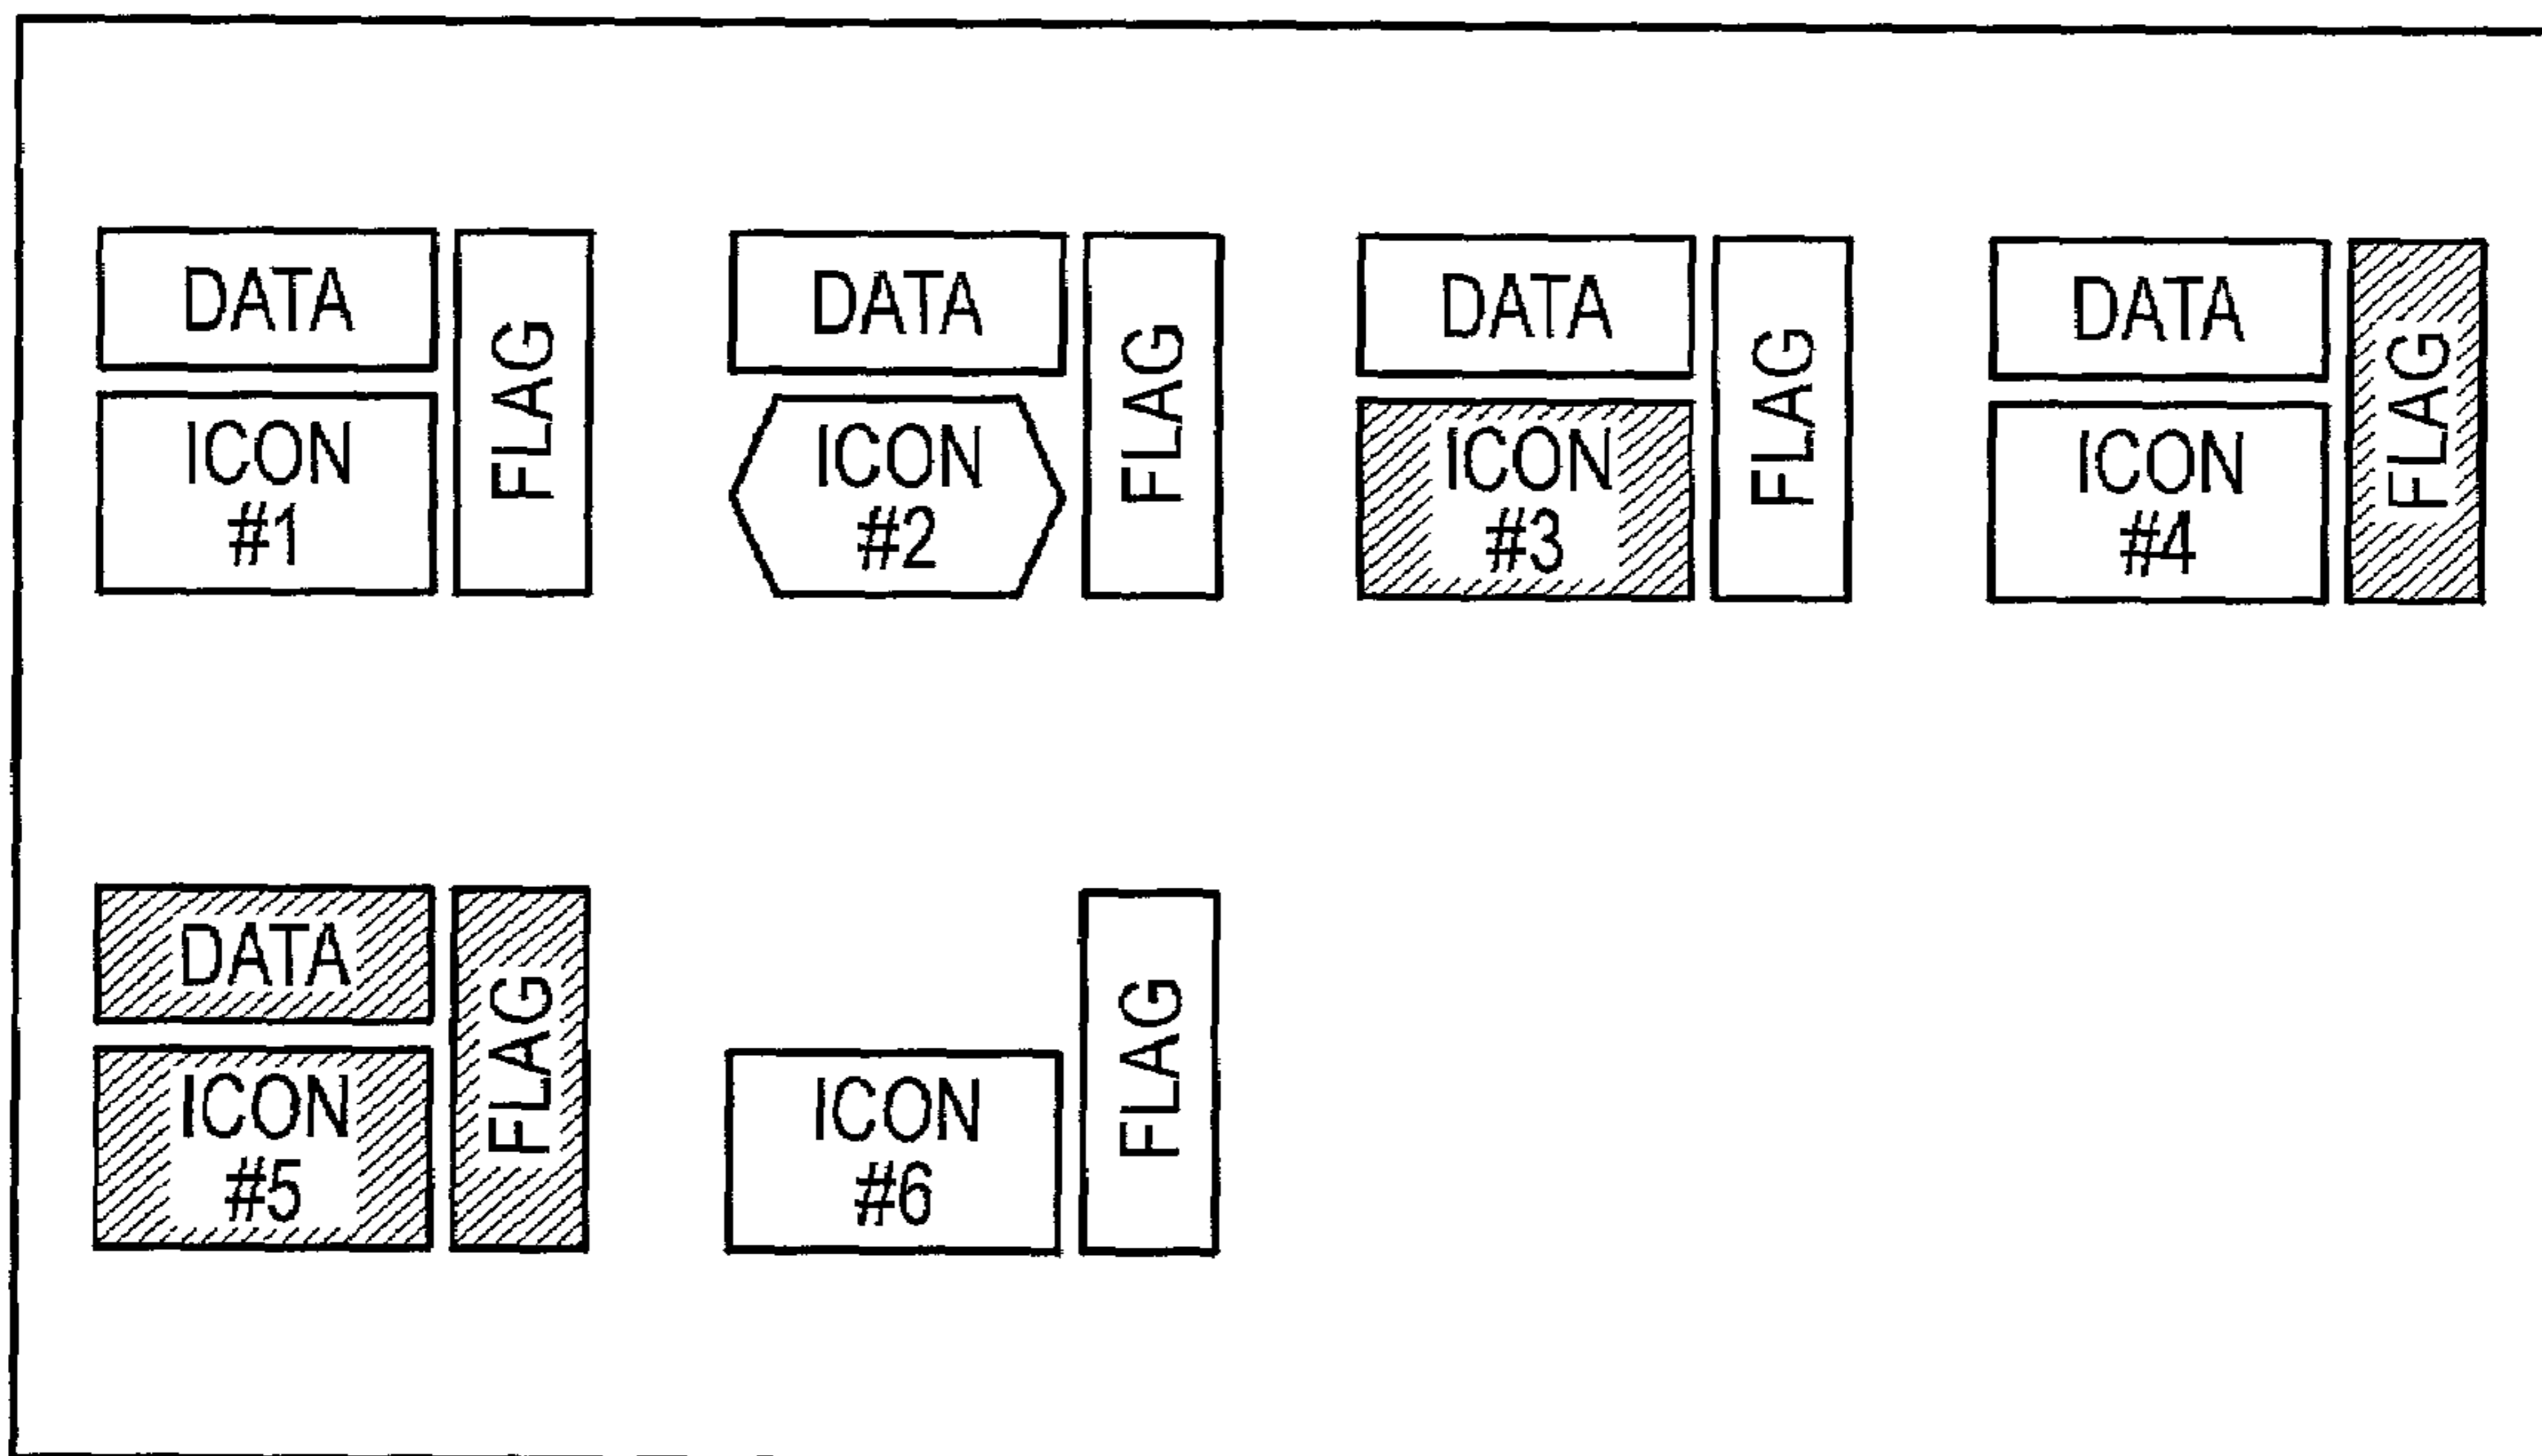 DATA
ICON
#1
FLAG
DATA
ICON
#2
FLAG
DATA
ICON
#3
FLAG
DATA
ICON
#4
FLAG
DATA
ICON
#5
FLAG
ICON
#6
FLAG